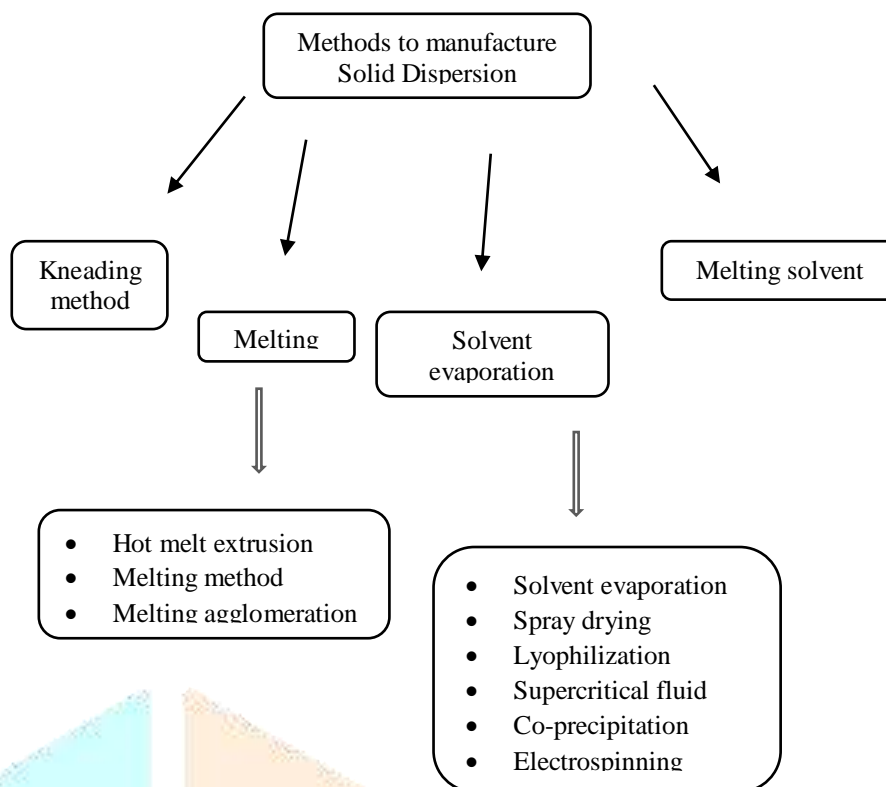 Methods to manufacture
Solid Dispersion
Kneading
method
Melting
Solvent
evaporation
Melting solvent
• Hot melt extrusion
• Melting method
• Melting agglomeration
• Solvent evaporation
• Spray drying
• Lyophilization
• Supercritical fluid
• Co-precipitation
• Electrospinning